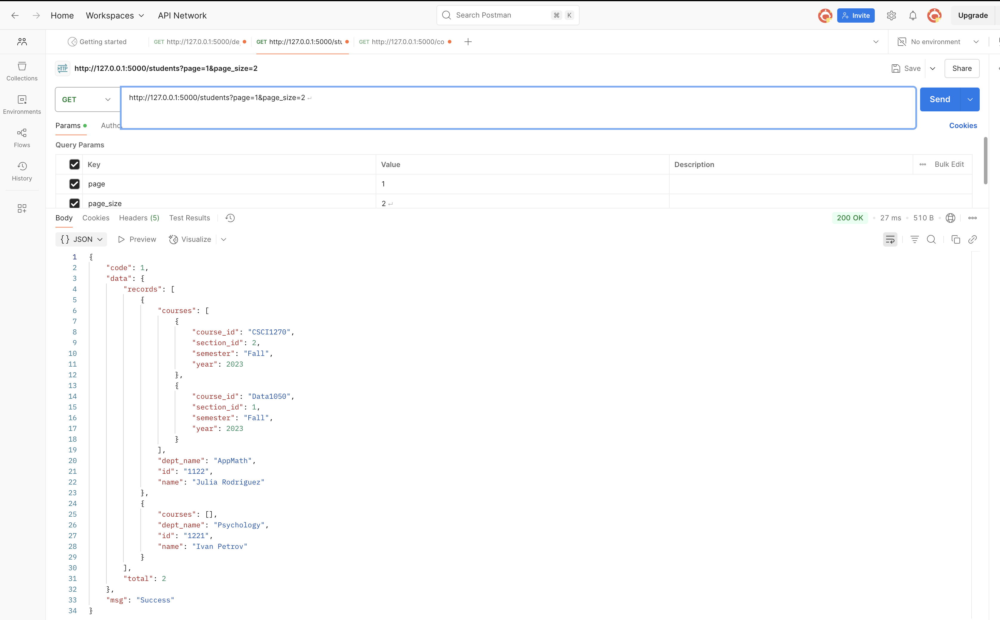 Home Workspaces API Network Search Postman ⌘ K Invite Upgrade
Getting started GET http://127.0.0.1:5000/de GET http://127.0.0.1:5000/stu GET http://127.0.0.1:5000/co No environment
HTTP http://127.0.0.1:5000/students?page=1&page_size=2 Save Share
GET http://127.0.0.1:5000/students?page=1&page_size=2 Send
Collections
Environments
Flows
History
Params Autho Cookies
Query Params
Key Value Description Bulk Edit
page 1
page_size 2
Body Cookies Headers (5) Test Results 200 OK 27 ms 510 B
{} JSON Preview Visualize
1 {
2 "code": 1,
3 "data": {
4 "records": [
5 {
6 "courses": [
7 {
8 "course_id": "CSCI1270",
9 "section_id": 2,
10 "semester": "Fall",
11 "year": 2023
12 },
13 {
14 "course_id": "Data1050",
15 "section_id": 1,
16 "semester": "Fall",
17 "year": 2023
18 }
19 ],
20 "dept_name": "AppMath",
21 "id": "1122",
22 "name": "Julia Rodriguez"
23 },
24 {
25 "courses": [],
26 "dept_name": "Psychology",
27 "id": "1221",
28 "name": "Ivan Petrov"
29 }
30 ],
31 "total": 2
32 },
33 "msg": "Success"
34 }